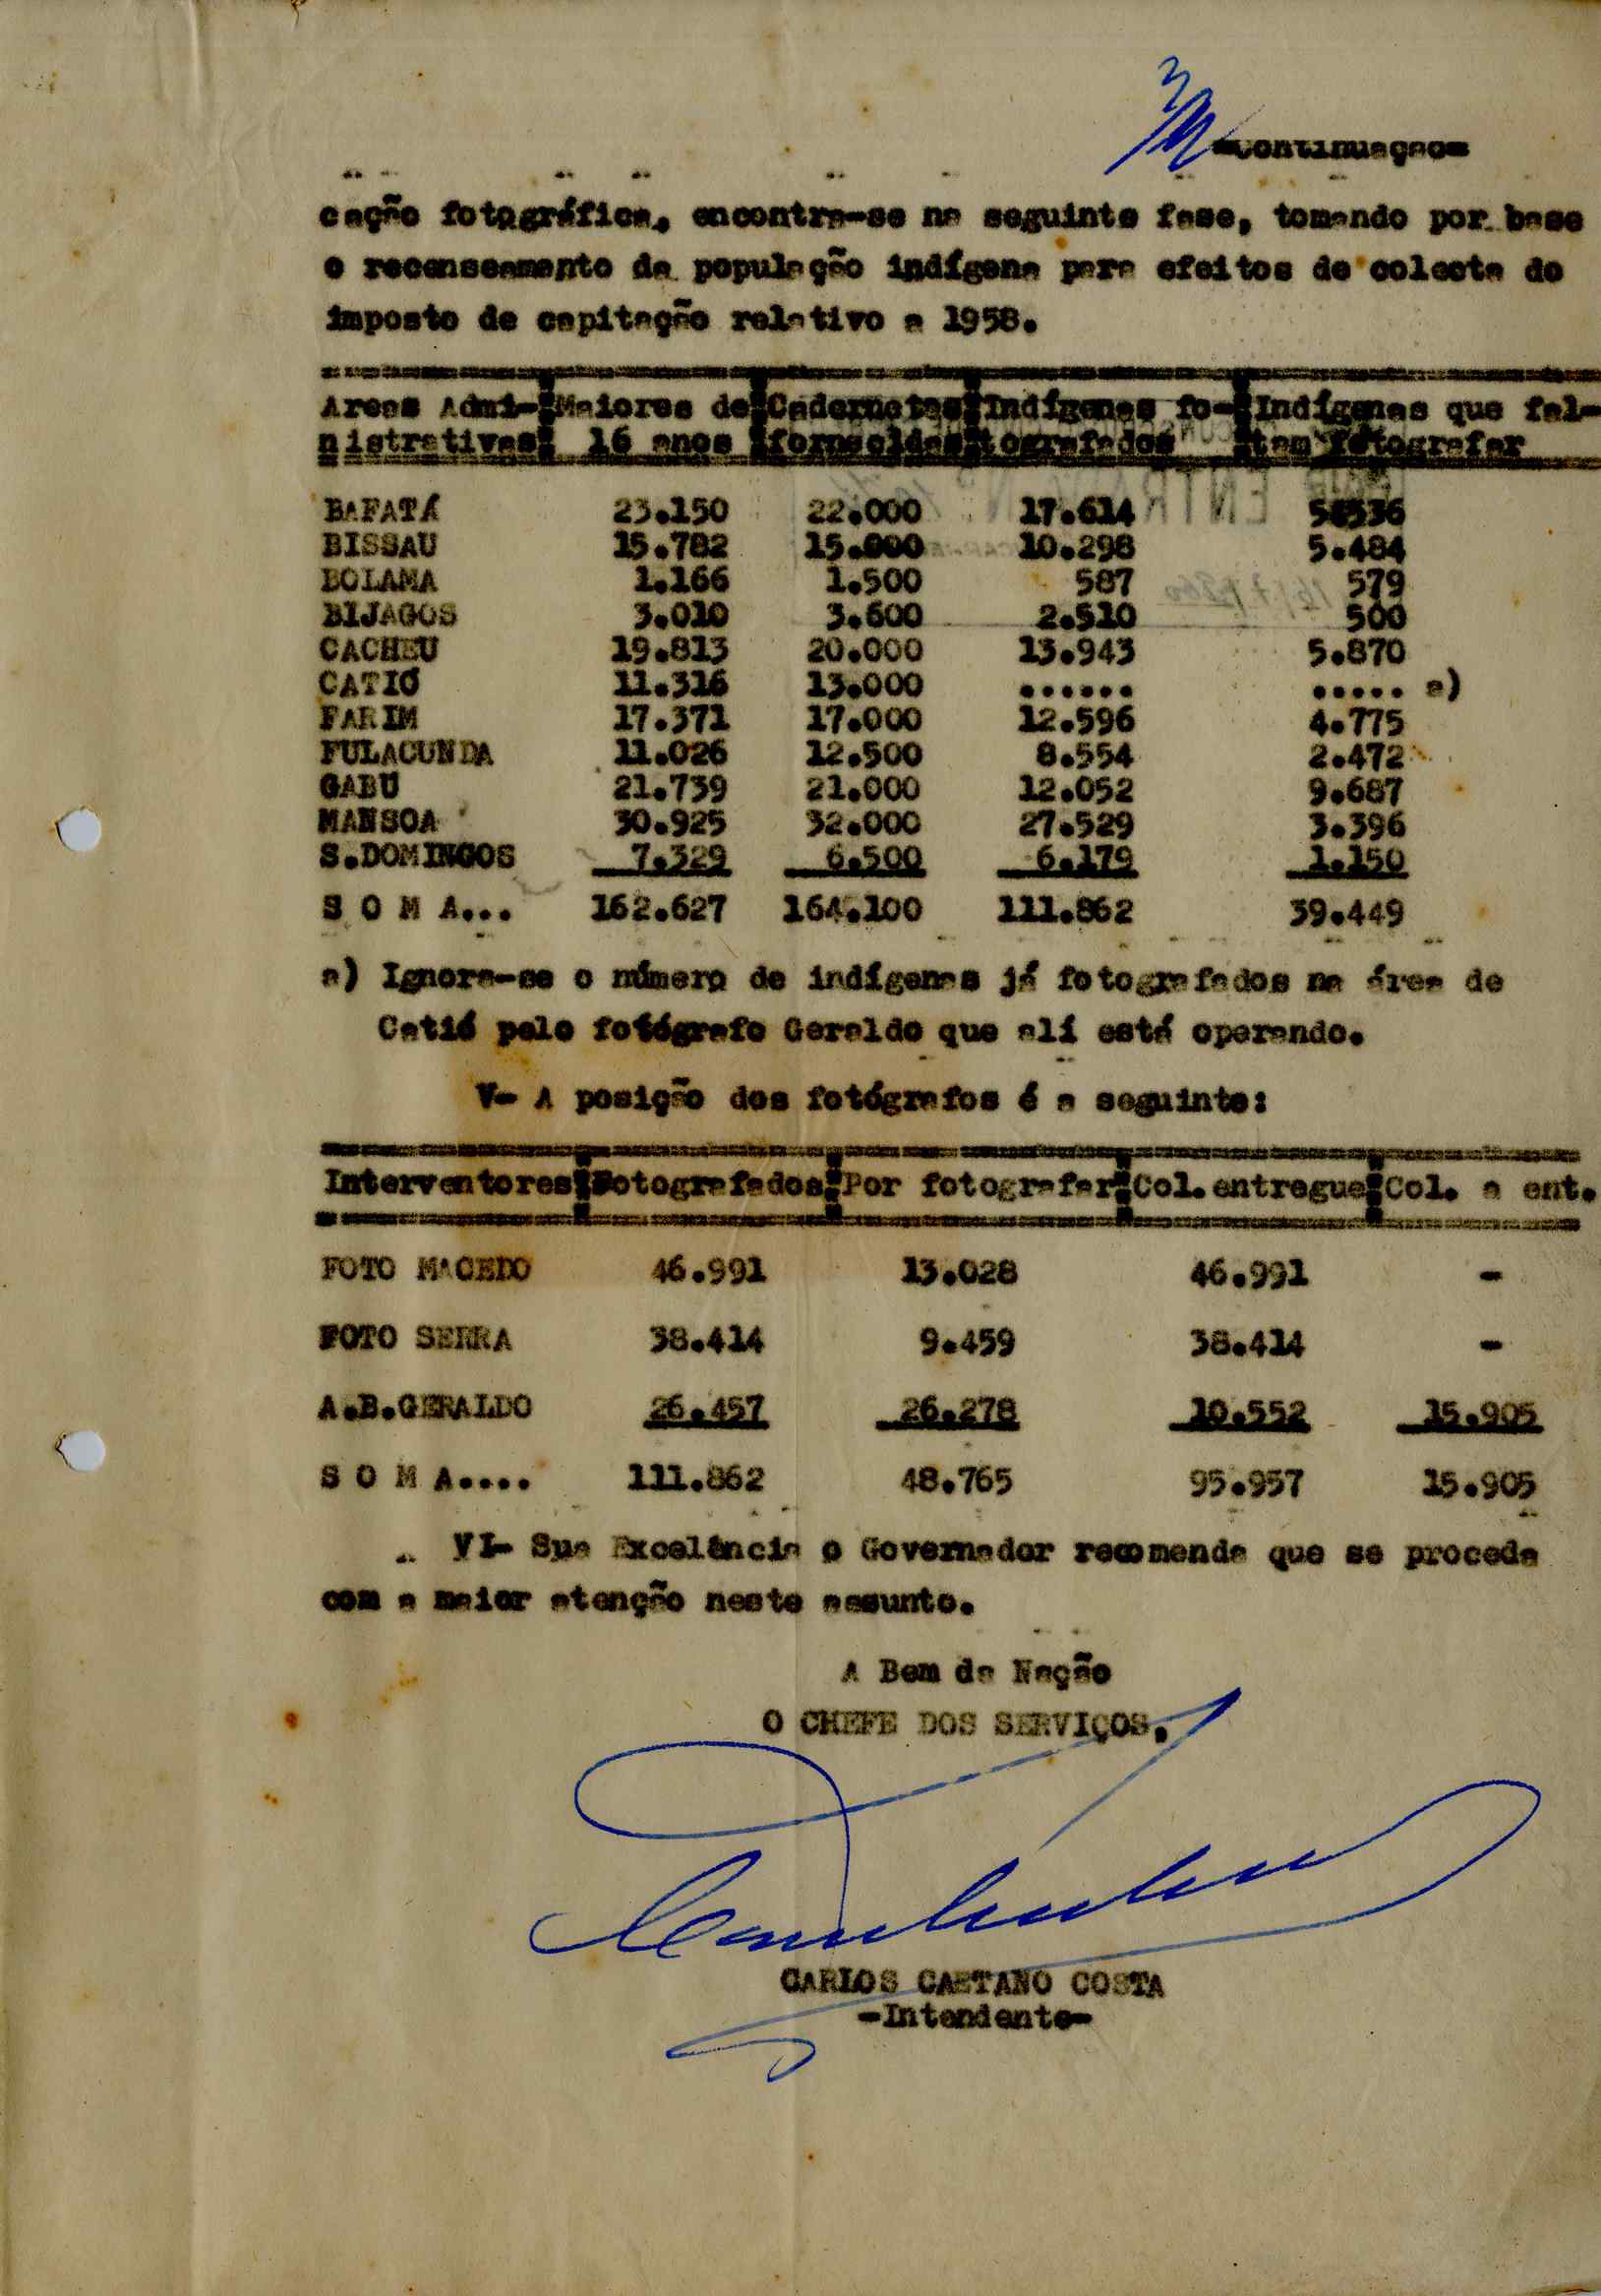 -Continuação-
cação fotográfica, encontra-se na seguinte fase, tomando por base
o recenseamento da população indígena para efeitos de colecta do
imposto de capitação relativo a 1958.
Areas Admi- Maiores de Cadernetas Indígenas fo- Indígenas que fal-
nistrativas 16 anos fornecidas tografados tam fotografar
BAFATÁ 23.150 22.000 17.614 5.536
BISSAU 15.782 15.000 10.298 5.484
BOLAMA 1.166 1.500 587 579
BIJAGOS 3.010 3.600 2.510 500
CACHEU 19.813 20.000 13.943 5.870
CATIÓ 11.316 13.000 ...... ..... a)
FARIM 17.371 17.000 12.596 4.775
FULACUNDA 11.026 12.500 8.554 2.472
GABÚ 21.739 21.000 12.052 9.687
MANSOA 30.925 32.000 27.529 3.396
S.DOMINGOS 7.329 6.500 6.179 1.150
S O M A... 162.627 164.100 111.862 39.449
a) Ignora-se o número de indígenas já fotografados na área de
Catió pelo fotógrafo Geraldo que alí está operando.
V- A posição dos fotógrafos é a seguinte:
Interventores Fotografados Por fotografar Col.entregue Col. a ent.
FOTO MACEDO 46.991 13.028 46.991 -
FOTO SERRA 38.414 9.459 38.414 -
A.B.GERALDO 26.457 26.278 10.552 15.905
S O M A.... 111.862 48.765 95.957 15.905
VI- Sua Excelência o Governador recomenda que se proceda
com a maior atenção neste assunto.
A Bem da Nação
O CHEFE DOS SERVIÇOS,
CARLOS CAETANO COSTA
-Intendente-